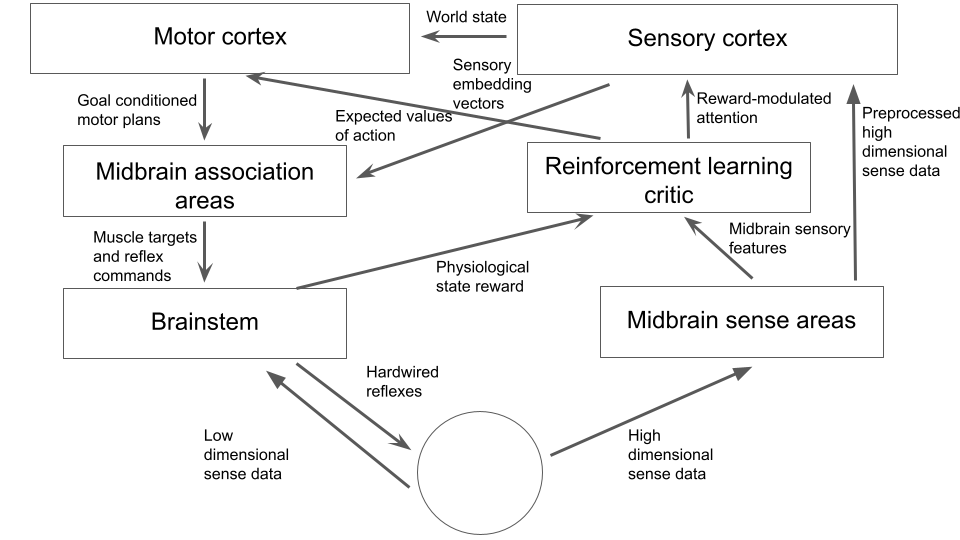 Motor cortex
World state
Sensory cortex
Sensory
embedding
vectors
Goal conditioned
motor plans
Expected values
of action
Reward-modulated
attention
Preprocessed
high
dimensional
sense data
Midbrain association
areas
Reinforcement learning
critic
Muscle targets
and reflex
commands
Physiological
state reward
Midbrain sensory
features
Brainstem
Midbrain sense areas
Hardwired
reflexes
Low
dimensional
sense data
High
dimensional
sense data